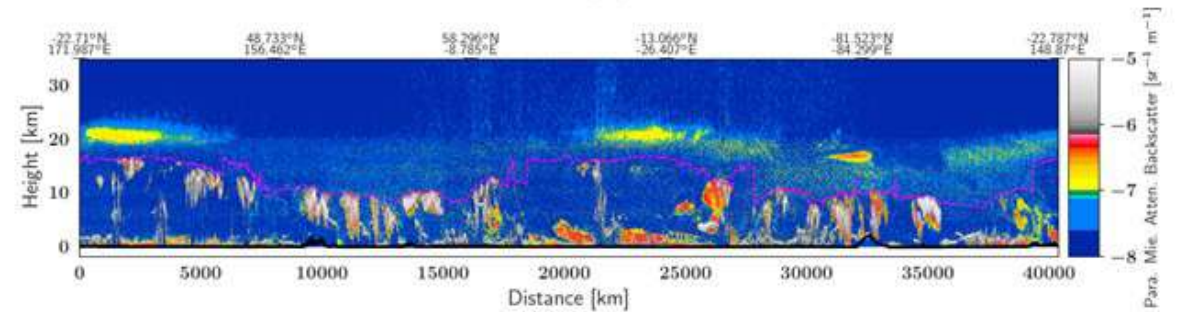 -22.71°N 48.733°N 58.296°N -13.066°N -81.523°N -22.787°N
171.987°E 156.462°E -8.785°E -26.407°E -84.299°E 148.87°E
Height [km]
30
20
10
0
0 5000 10000 15000 20000 25000 30000 35000 40000
Distance [km]
-5
-6
-7
-8
Para. Mie. Atten. Backscatter [sr⁻¹ m⁻¹]